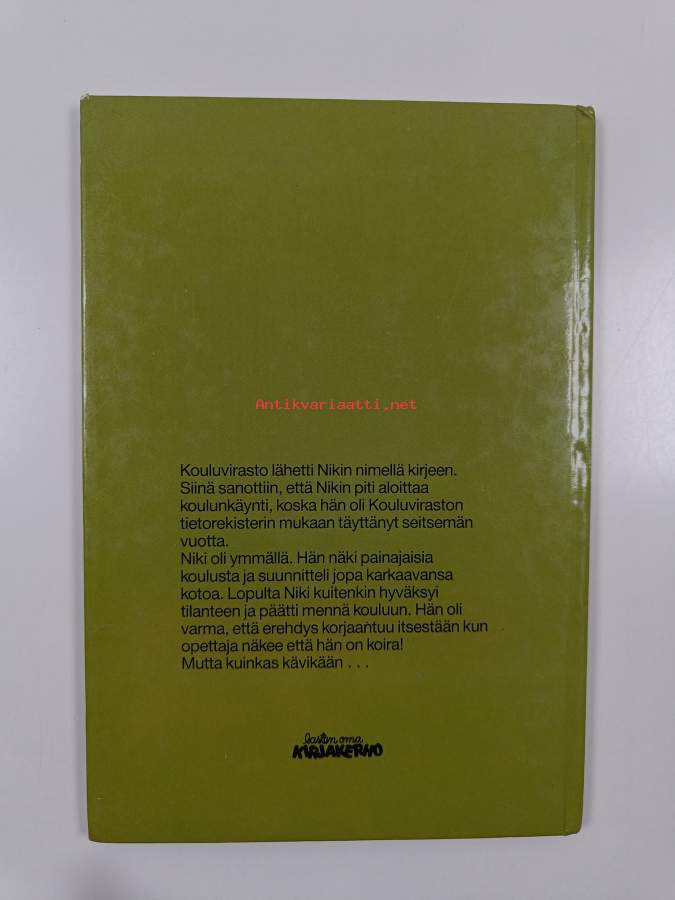 Antikvariaatti.net
Kouluvirasto lähetti Nikin nimellä kirjeen.
Siinä sanottiin, että Nikin piti aloittaa
koulunkäynti, koska hän oli Kouluviraston
tietorekisterin mukaan täyttänyt seitsemän
vuotta.
Niki oli ymmällä. Hän näki painajaisia
koulusta ja suunnitteli jopa karkaavansa
kotoa. Lopulta Niki kuitenkin hyväksyi
tilanteen ja päätti mennä kouluun. Hän oli
varma, että erehdys korjaantuu itsestään kun
opettaja näkee että hän on koira!
Mutta kuinkas kävikään . . .
lasten oma
KIRJAKERHO